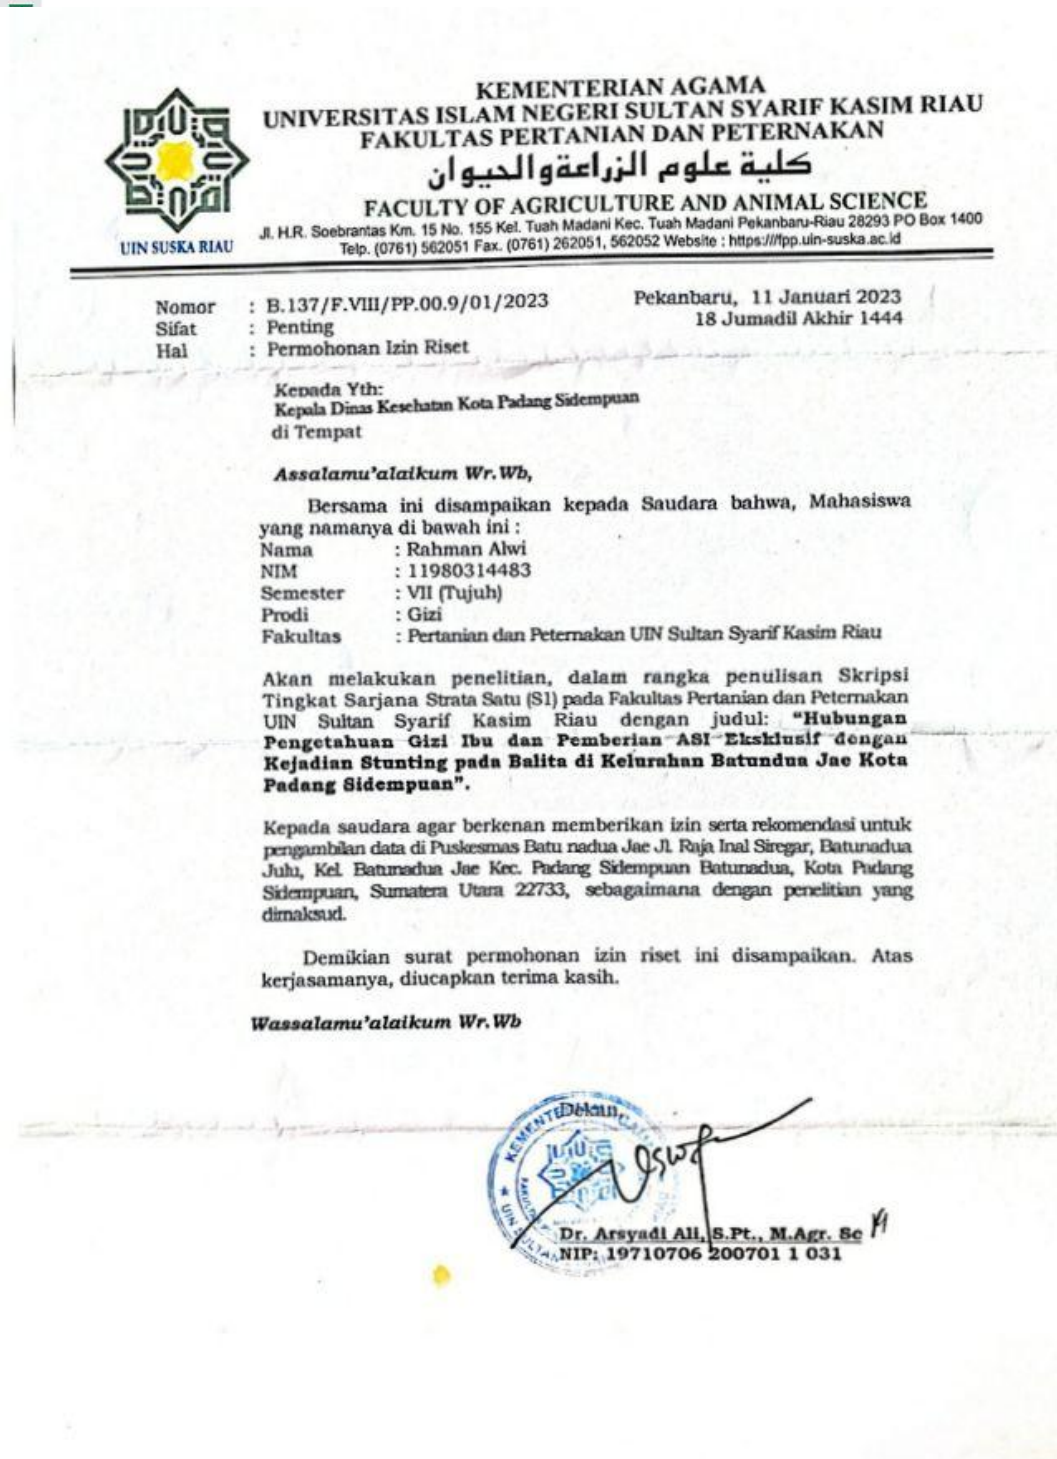 KEMENTERIAN AGAMA
UNIVERSITAS ISLAM NEGERI SULTAN SYARIF KASIM RIAU
FAKULTAS PERTANIAN DAN PETERNAKAN
كلية علوم الزراعة والحيوان
FACULTY OF AGRICULTURE AND ANIMAL SCIENCE
Jl. H.R. Soebrantas Km. 15 No. 155 Kel. Tuah Madani Kec. Tuah Madani Pekanbaru-Riau 28293 PO Box 1400
Telp. (0761) 562051 Fax. (0761) 262051, 562052 Website : https:///fpp.uin-suska.ac.id
UIN SUSKA RIAU
Nomor : B.137/F.VIII/PP.00.9/01/2023 Pekanbaru, 11 Januari 2023
Sifat : Penting 18 Jumadil Akhir 1444
Hal : Permohonan Izin Riset
Kepada Yth:
Kepala Dinas Kesehatan Kota Padang Sidempuan
di Tempat
Assalamu'alaikum Wr.Wb,
Bersama ini disampaikan kepada Saudara bahwa, Mahasiswa
yang namanya di bawah ini :
Nama : Rahman Alwi
NIM : 11980314483
Semester : VII (Tujuh)
Prodi : Gizi
Fakultas : Pertanian dan Peternakan UIN Sultan Syarif Kasim Riau
Akan melakukan penelitian, dalam rangka penulisan Skripsi
Tingkat Sarjana Strata Satu (S1) pada Fakultas Pertanian dan Peternakan
UIN Sultan Syarif Kasim Riau dengan judul: "Hubungan
Pengetahuan Gizi Ibu dan Pemberian ASI Eksklusif dengan
Kejadian Stunting pada Balita di Kelurahan Batundua Jae Kota
Padang Sidempuan".
Kepada saudara agar berkenan memberikan izin serta rekomendasi untuk
pengambilan data di Puskesmas Batu nadua Jae Jl. Raja Inal Siregar, Batunadua
Julu, Kel. Batunadua Jae Kec. Padang Sidempuan Batunadua, Kota Padang
Sidempuan, Sumatera Utara 22733, sebagaimana dengan penelitian yang
dimaksud.
Demikian surat permohonan izin riset ini disampaikan. Atas
kerjasamanya, diucapkan terima kasih.
Wassalamu'alaikum Wr.Wb
Dekan,
Dr. Arsyadi Ali, S.Pt., M.Agr. Sc
NIP: 19710706 200701 1 031